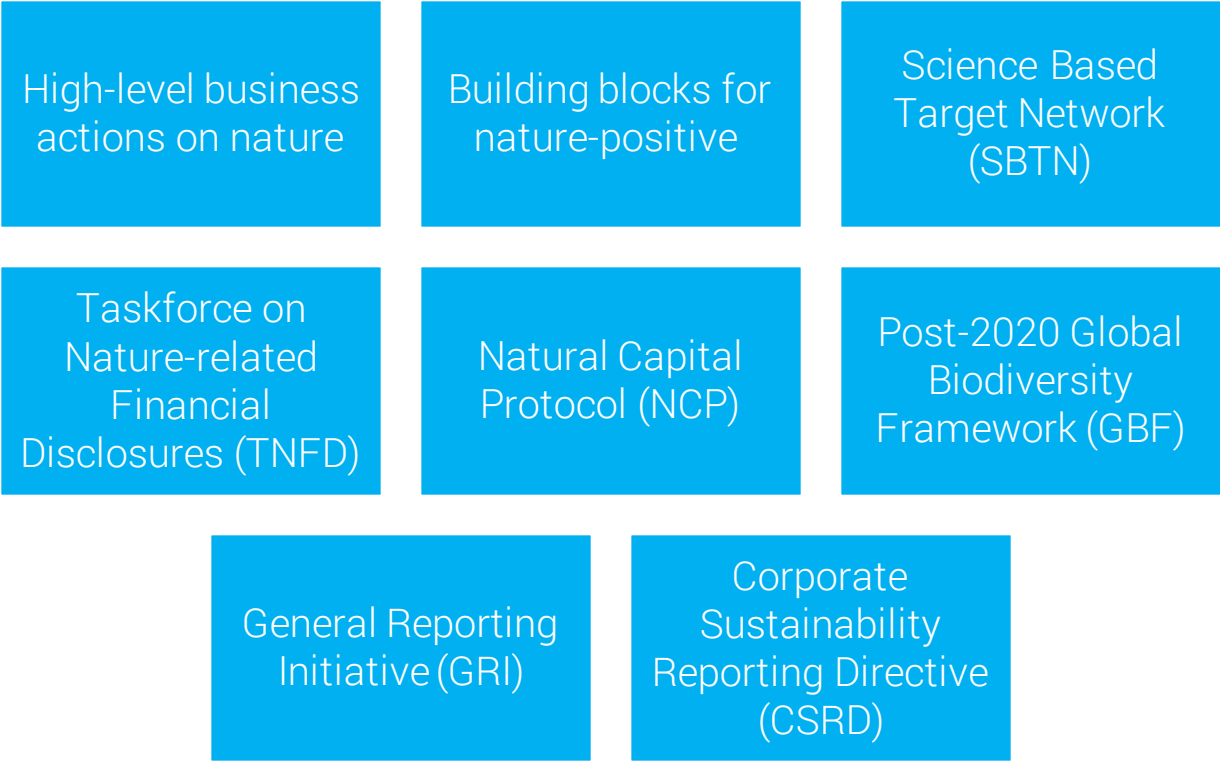 High-level business
actions on nature
Building blocks for
nature-positive
Science Based
Target Network
(SBTN)
Taskforce on
Nature-related
Financial
Disclosures (TNFD)
Natural Capital
Protocol (NCP)
Post-2020 Global
Biodiversity
Framework (GBF)
General Reporting
Initiative (GRI)
Corporate
Sustainability
Reporting Directive
(CSRD)